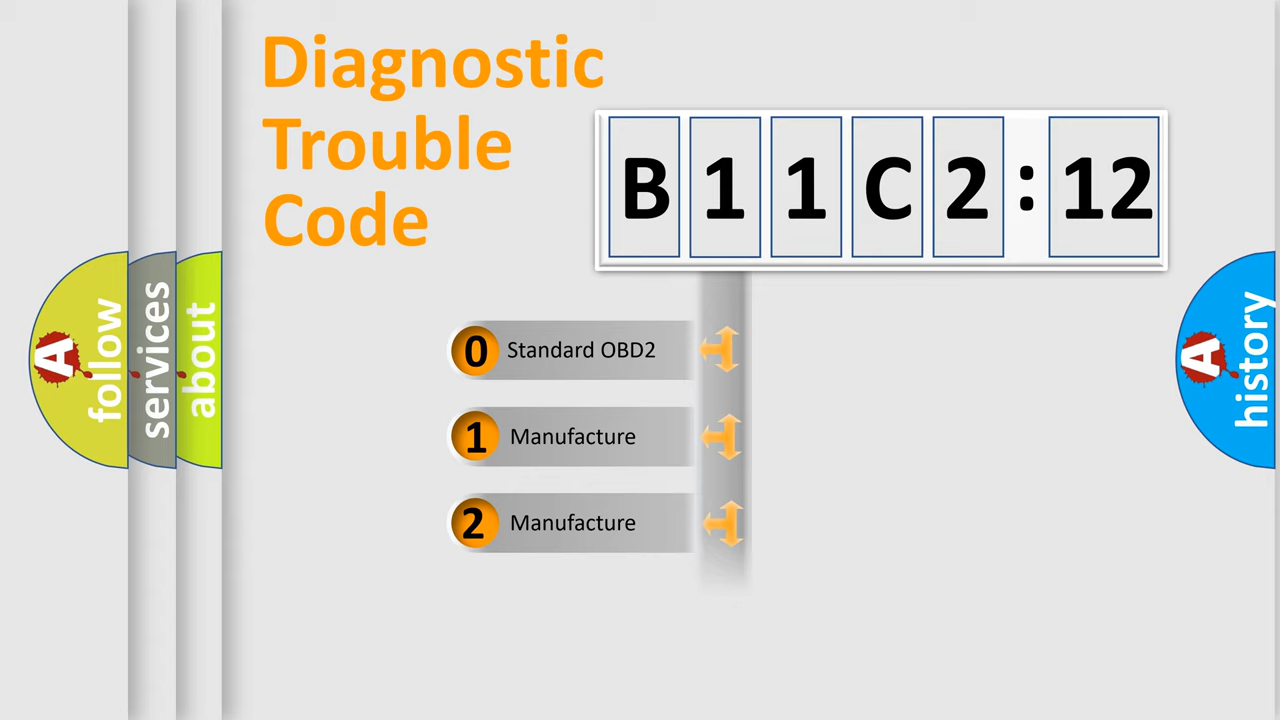 Diagnostic
Trouble
Code
B 1 1 C 2 : 12
0 Standard OBD2
1 Manufacture
2 Manufacture
A follow
services
about
A history